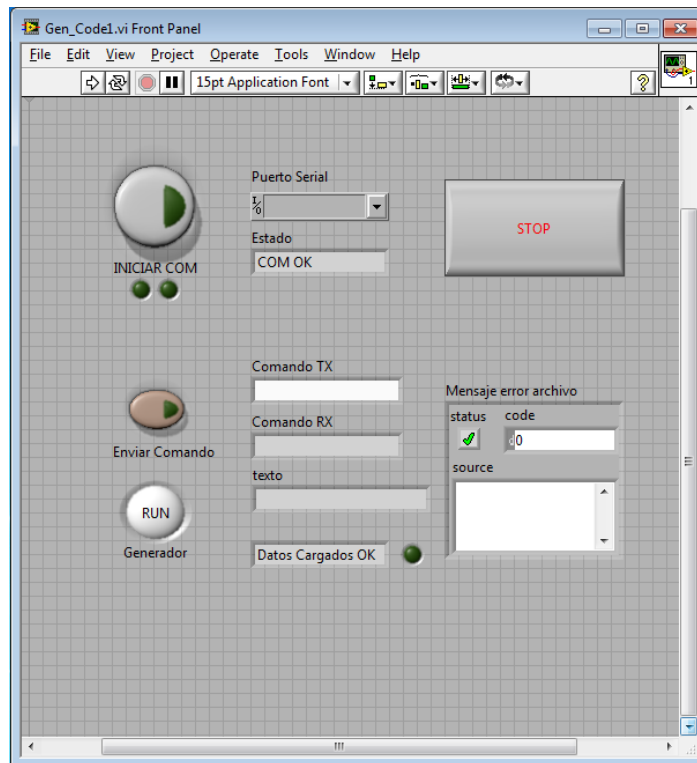 Gen_Code1.vi Front Panel
File Edit View Project Operate Tools Window Help
15pt Application Font
1
Puerto Serial
I/O
STOP
Estado
COM OK
INICIAR COM
Comando TX
Mensaje error archivo
status code
d 0
Comando RX
Enviar Comando
source
texto
RUN
Generador
Datos Cargados OK